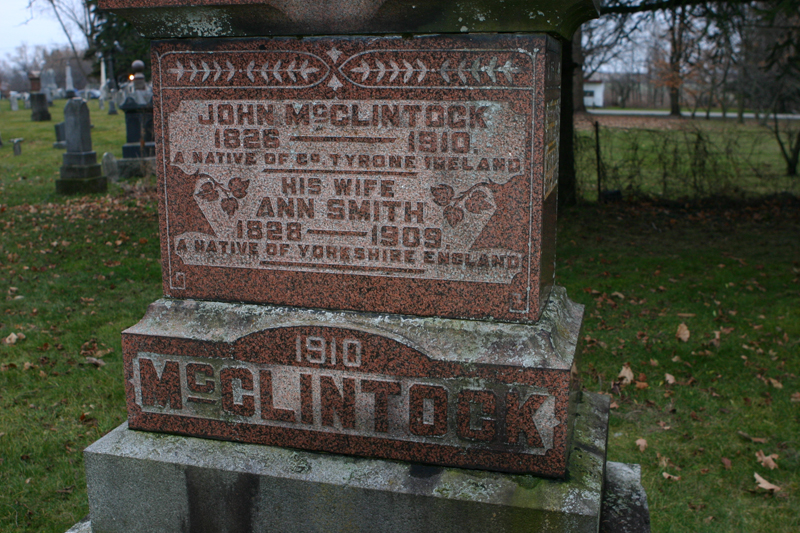 JOHN McCLINTOCK
1826 — 1910.
A NATIVE OF Co. TYRONE IRELAND
HIS WIFE
ANN SMITH
1828 — 1909
A NATIVE OF YORKSHIRE ENGLAND
1910
McCLINTOCK